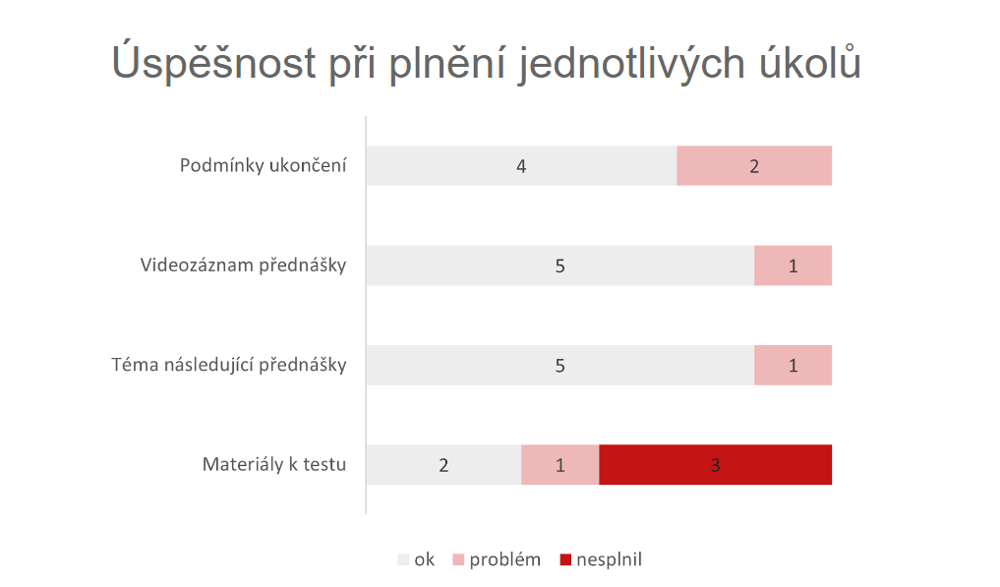 Úspěšnost při plnění jednotlivých úkolů
Podmínky ukončení 4 2
Videozáznam přednášky 5 1
Téma následující přednášky 5 1
Materiály k testu 2 1 3
ok problém nesplnil